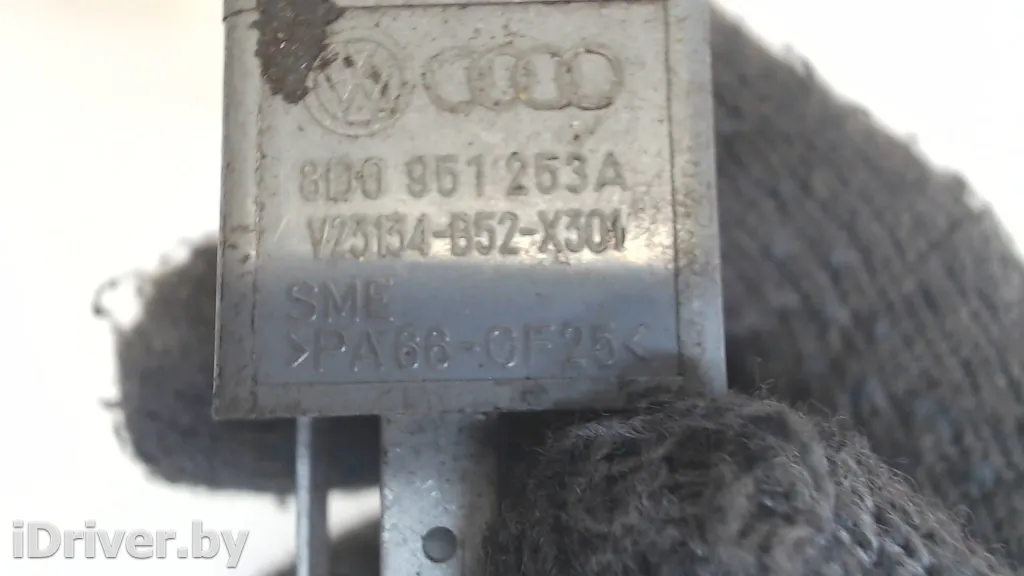 8D0 951 253A
V23134-B52-X301
SME
>PA66-GF25<
iDriver.by